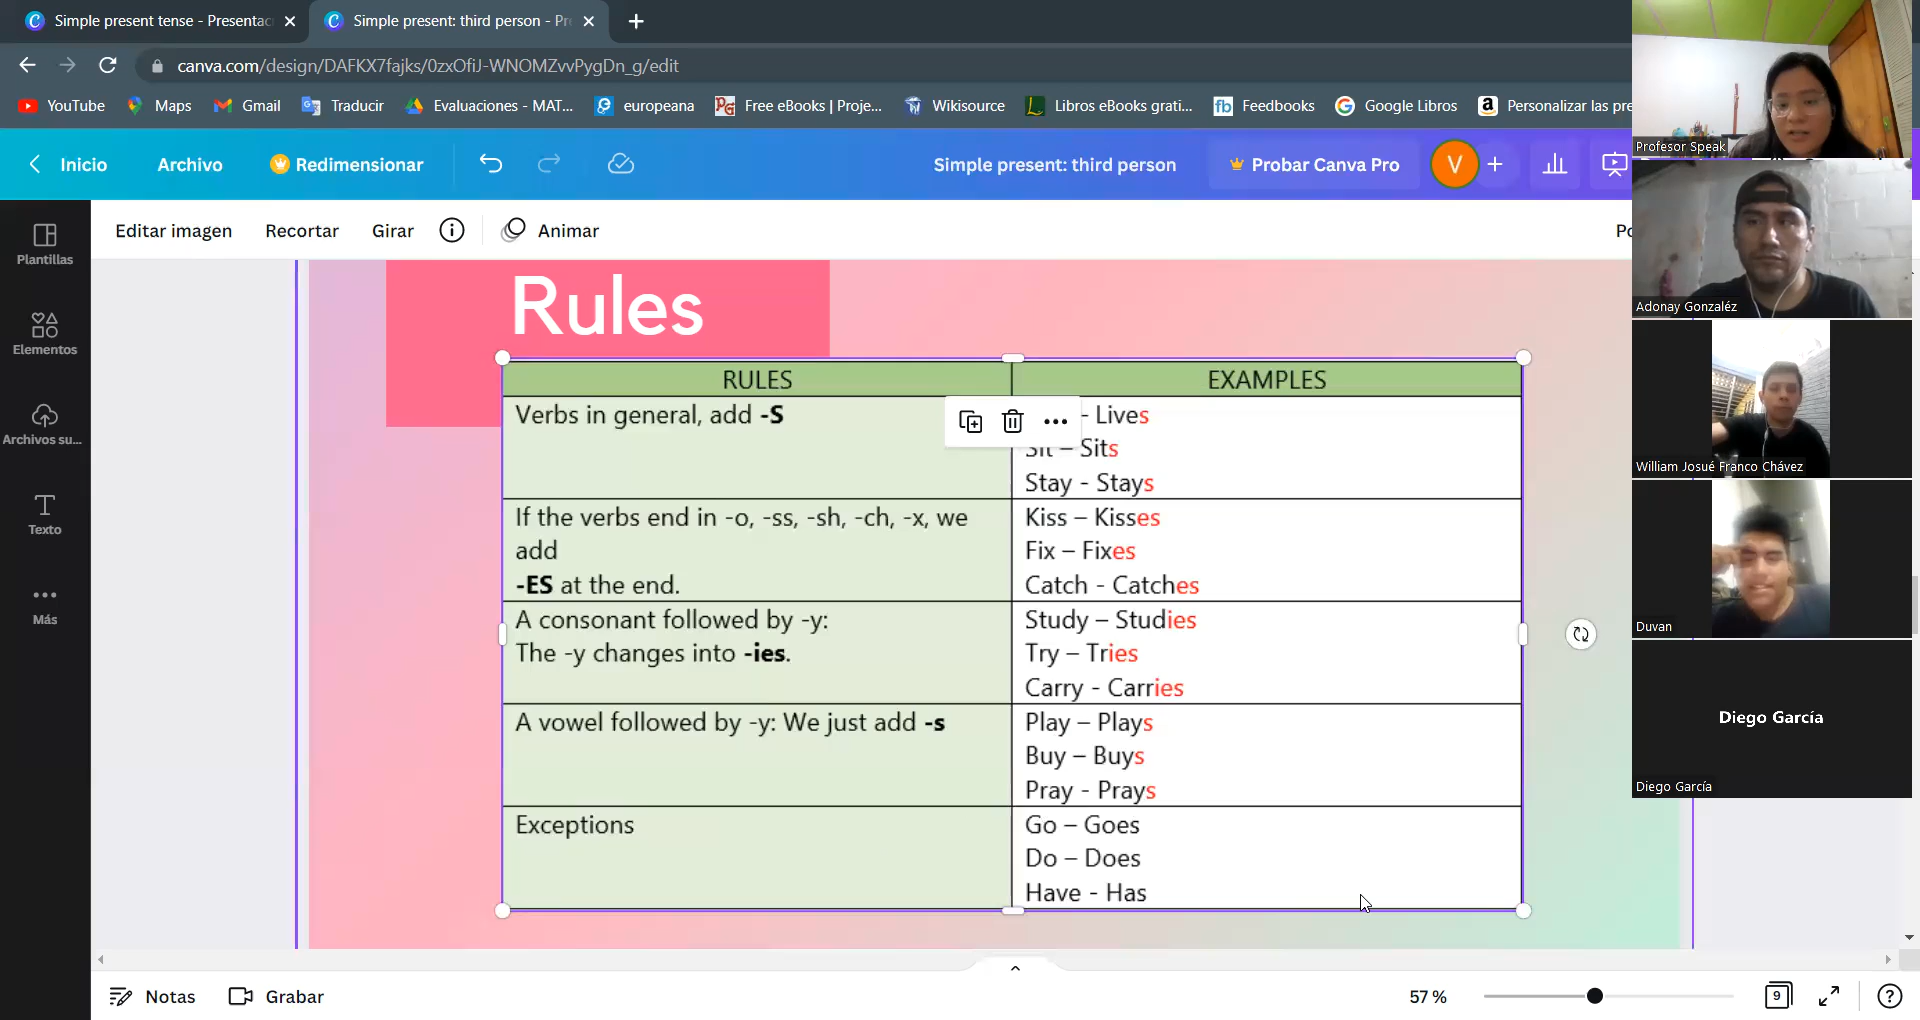 Simple present tense - Presentac
Simple present: third person - Pr
canva.com/design/DAFKX7fajks/0zxOfiJ-WNOMZvvPygDn_g/edit
YouTube
Maps
Gmail
Traducir
Evaluaciones - MAT...
europeana
Free eBooks | Proje...
Wikisource
Libros eBooks grati...
Feedbooks
Google Libros
Personalizar las pre
Inicio
Archivo
Redimensionar
Simple present: third person
Probar Canva Pro
V
Editar imagen
Recortar
Girar
Animar
Po
Plantillas
Elementos
Archivos su...
Texto
Más
Rules
RULES
EXAMPLES
Verbs in general, add -S
- Lives
Sit – Sits
Stay - Stays
If the verbs end in -o, -ss, -sh, -ch, -x, we
add
-ES at the end.
Kiss – Kisses
Fix – Fixes
Catch - Catches
A consonant followed by -y:
The -y changes into -ies.
Study – Studies
Try – Tries
Carry - Carries
A vowel followed by -y: We just add -s
Play – Plays
Buy – Buys
Pray - Prays
Exceptions
Go – Goes
Do – Does
Have - Has
Profesor Speak
Adonay Gonzaléz
William Josué Franco Chávez
Duvan
Diego García
Diego García
Notas
Grabar
57 %
9